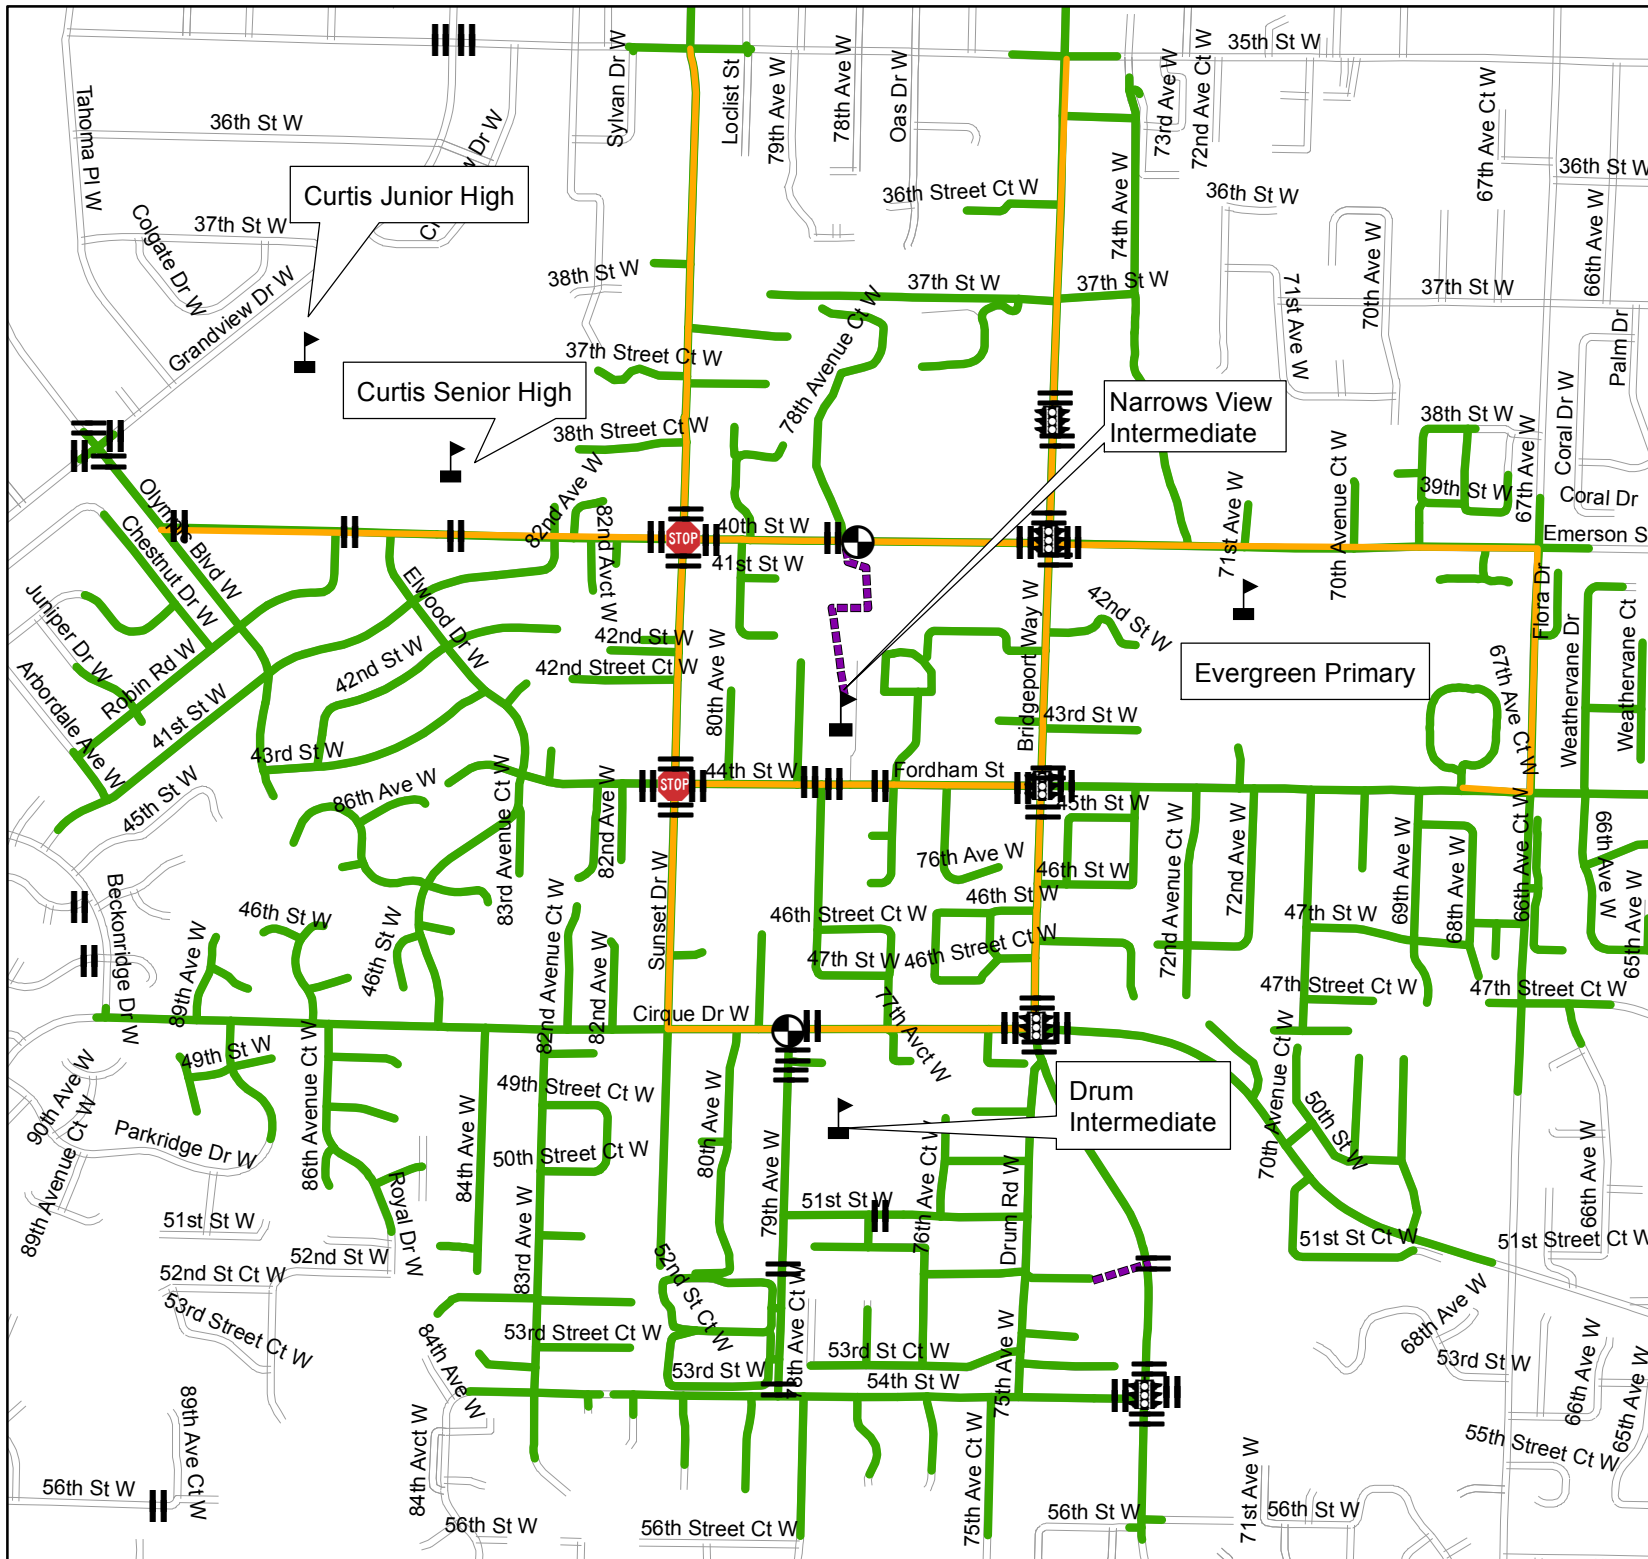 35th St W
Tahoma Pl W
36th St W
Sylvan Dr W
Loclist St
79th Ave W
78th Ave W
Oas Dr W
73rd Ave W
72nd Ave Ct W
67th Ave Ct W
36th St W
Curtis Junior High
Colgate Dr W
37th St W
Grandview Dr W
38th St W
36th Street Ct W
74th Ave W
36th St W
37th St W
37th St W
71st Ave W
70th Ave W
37th St W
66th Ave W
Palm Dr
Curtis Senior High
37th Street Ct W
78th Avenue Ct W
38th Street Ct W
Narrows View
Intermediate
38th St W
39th St W
67th Ave W
Coral Dr W
Coral Dr
Olympic Blvd W
Chestnut Dr W
82nd Ave W
82nd Avct W
STOP
40th St W
41st St W
71st Ave W
70th Avenue Ct W
Emerson S
Juniper Dr W
Robin Rd W
Arbordale Ave W
41st St W
42nd St W
Elwood Dr W
42nd St W
42nd Street Ct W
80th Ave W
Bridgeport Way W
42nd St W
43rd St W
Evergreen Primary
Flora Dr
67th Ave Ct W
Weathervane Dr
Weathervane Ct
43rd St W
45th St W
86th Ave W
83rd Avenue Ct W
82nd Ave W
STOP
44th St W
Fordham St
45th St W
76th Ave W
46th St W
72nd Avenue Ct W
72nd Ave W
69th Ave W
68th Ave W
66th Ave Ct W
66th Ave W
65th Ave W
Beckonridge Dr W
46th St W
89th Ave W
46th St W
82nd Avenue Ct W
82nd Ave W
Sunset Dr W
46th Street Ct W
47th St W
46th St W
46th Street Ct W
47th St W
47th Street Ct W
47th Street Ct W
Cirque Dr W
77th Avct W
49th St W
90th Ave W
89th Avenue Ct W
Parkridge Dr W
86th Avenue Ct W
84th Ave W
49th Street Ct W
50th Street Ct W
80th Ave W
79th Ave W
Drum
Intermediate
76th Ave Ct W
Drum Rd W
70th Avenue Ct W
50th St W
66th Ave W
51st St W
52nd St W
52nd St Ct W
53rd Street Ct W
Royal Dr W
83rd Ave W
51st St W
52nd St Ct W
51st St Ct W
51st Street Ct W
84th Ave W
53rd Street Ct W
53rd St W
78th Ave Ct W
53rd St Ct W
54th St W
75th Ave W
68th Ave W
53rd St W
66th Ave W
65th Ave W
89th Ave Ct W
84th Avct W
75th Ave Ct W
55th Street Ct W
56th St W
56th St W
56th Street Ct W
56th St W
71st Ave W
56th St W